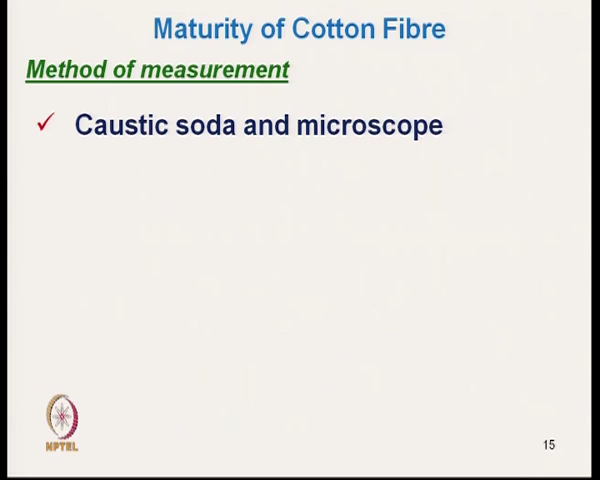 Maturity of Cotton Fibre
Method of measurement
✓ Caustic soda and microscope
NPTEL
15